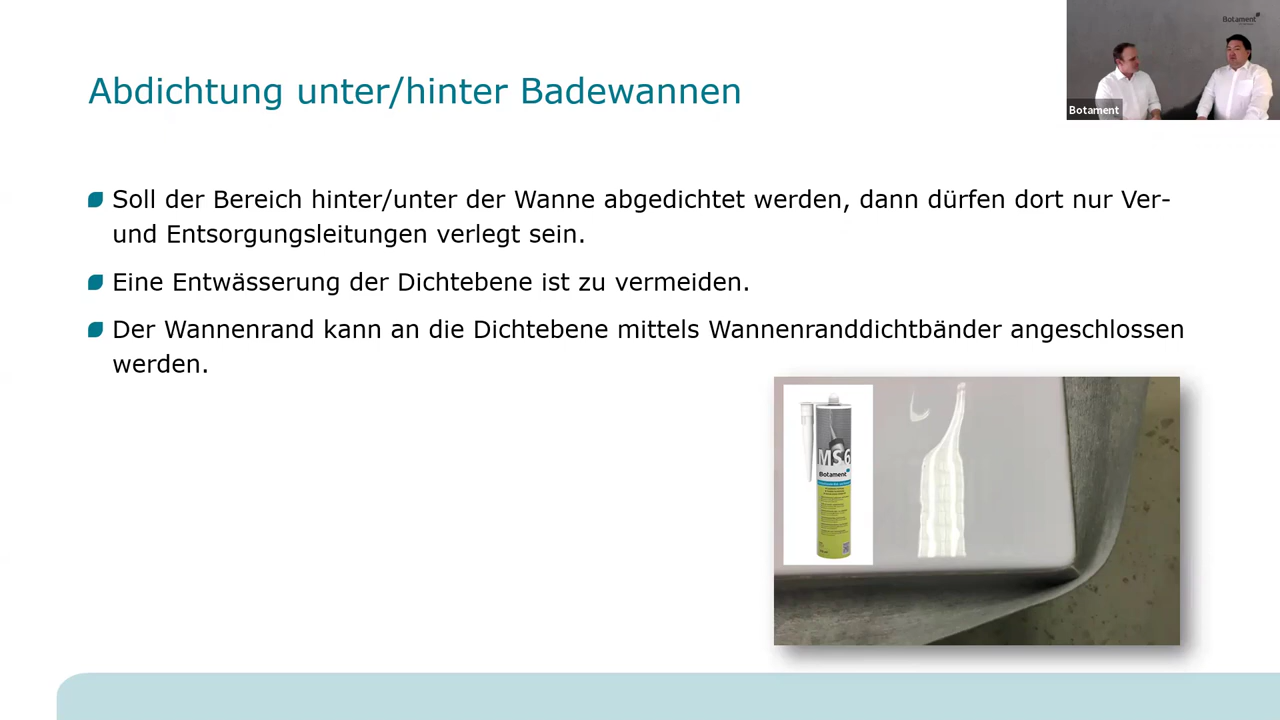 Botament
Abdichtung unter/hinter Badewannen
Botament
Soll der Bereich hinter/unter der Wanne abgedichtet werden, dann dürfen dort nur Ver-
und Entsorgungsleitungen verlegt sein.
Eine Entwässerung der Dichtebene ist zu vermeiden.
Der Wannenrand kann an die Dichtebene mittels Wannenranddichtbänder angeschlossen
werden.
MS 6
Botament